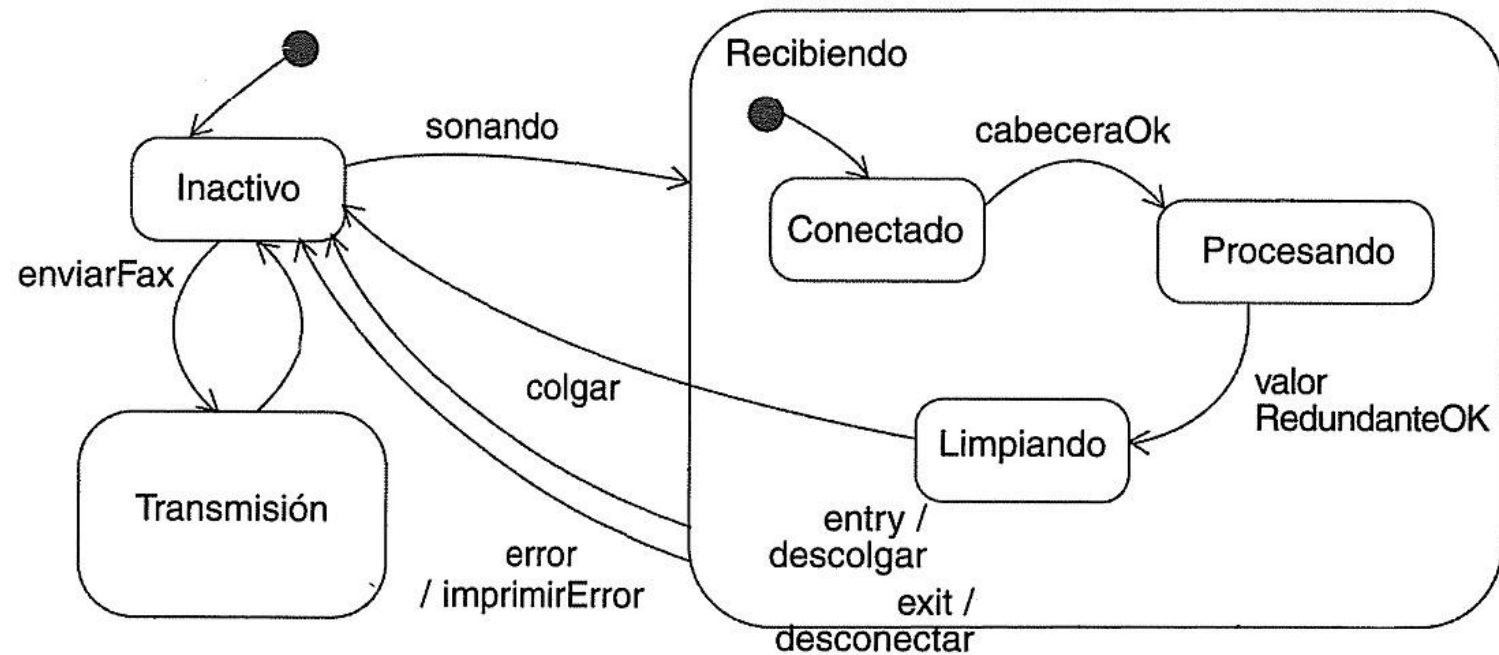 Recibiendo
sonando
cabeceraOk
Inactivo
Conectado
Procesando
enviarFax
colgar
valor
RedundanteOK
Limpiando
Transmisión
entry /
descolgar
error
/ imprimirError
exit /
desconectar